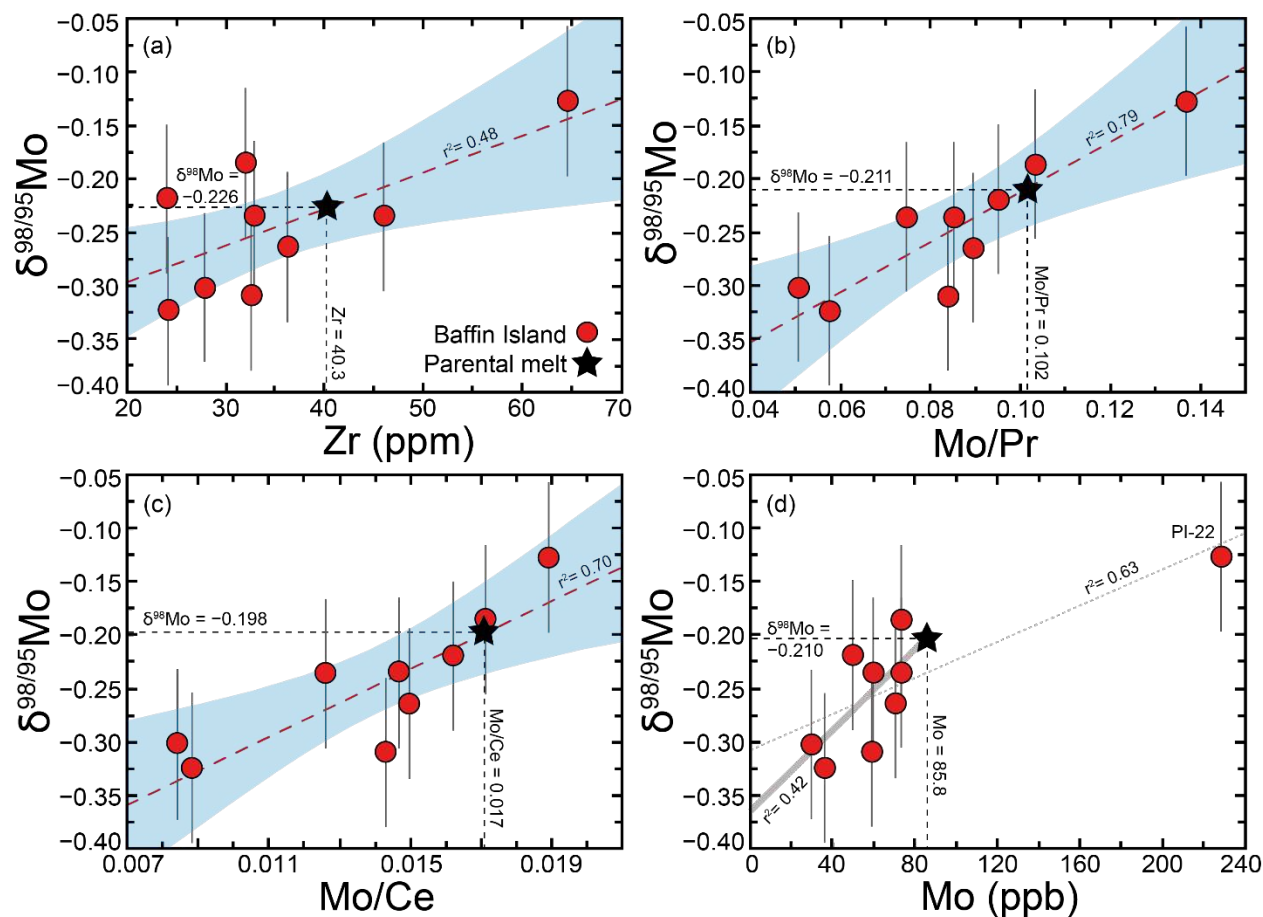 (a)
δ98/95Mo
−0.05
−0.10
−0.15
−0.20
−0.25
−0.30
−0.35
−0.40
r²= 0.48
δ⁹⁸Mo =
−0.226
Zr = 40.3
Baffin Island
Parental melt
20 30 40 50 60 70
Zr (ppm)
(b)
δ98/95Mo
−0.05
−0.10
−0.15
−0.20
−0.25
−0.30
−0.35
−0.40
r²= 0.79
δ⁹⁸Mo = −0.211
Mo/Pr = 0.102
0.04 0.06 0.08 0.10 0.12 0.14
Mo/Pr
(c)
δ98/95Mo
−0.05
−0.10
−0.15
−0.20
−0.25
−0.30
−0.35
−0.40
r²= 0.70
δ⁹⁸Mo = −0.198
Mo/Ce = 0.017
0.007 0.011 0.015 0.019
Mo/Ce
(d)
δ98/95Mo
−0.05
−0.10
−0.15
−0.20
−0.25
−0.30
−0.35
−0.40
PI-22
r²= 0.63
δ⁹⁸Mo =
−0.210
r²= 0.42
Mo = 85.8
0 40 80 120 160 200 240
Mo (ppb)